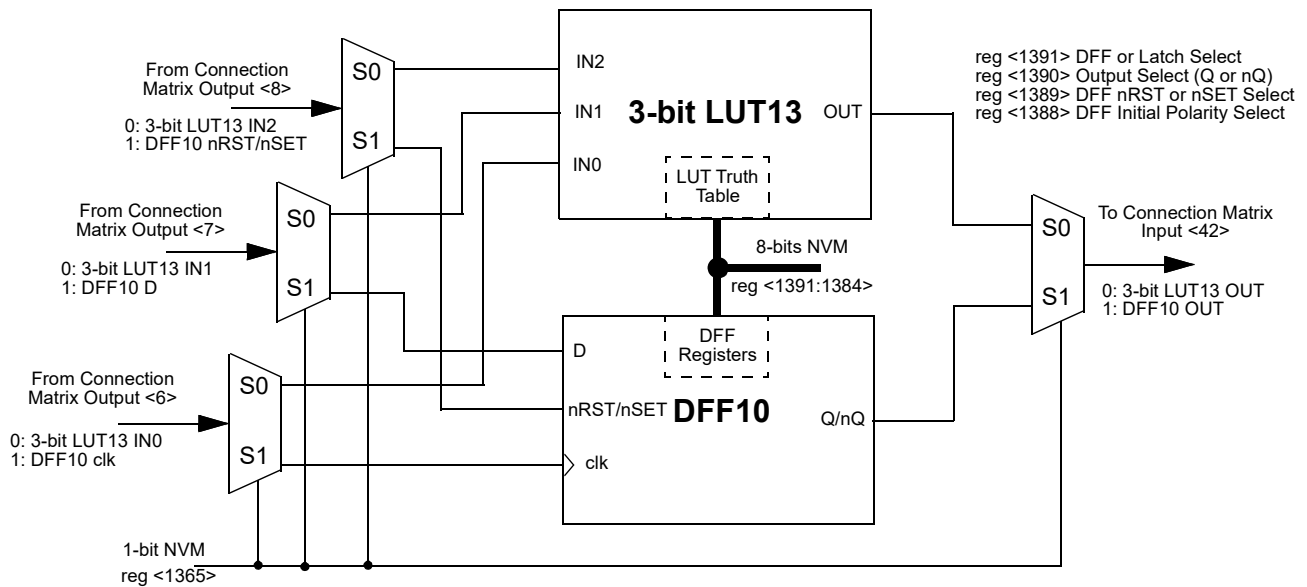 From Connection
Matrix Output <8>
0: 3-bit LUT13 IN2
1: DFF10 nRST/nSET
S0
S1
From Connection
Matrix Output <7>
0: 3-bit LUT13 IN1
1: DFF10 D
S0
S1
From Connection
Matrix Output <6>
0: 3-bit LUT13 IN0
1: DFF10 clk
S0
S1
1-bit NVM
reg <1365>
IN2
IN1
IN0
3-bit LUT13
OUT
LUT Truth
Table
8-bits NVM
reg <1391:1384>
DFF
Registers
D
nRST/nSET
clk
DFF10
Q/nQ
reg <1391> DFF or Latch Select
reg <1390> Output Select (Q or nQ)
reg <1389> DFF nRST or nSET Select
reg <1388> DFF Initial Polarity Select
S0
S1
To Connection Matrix
Input <42>
0: 3-bit LUT13 OUT
1: DFF10 OUT